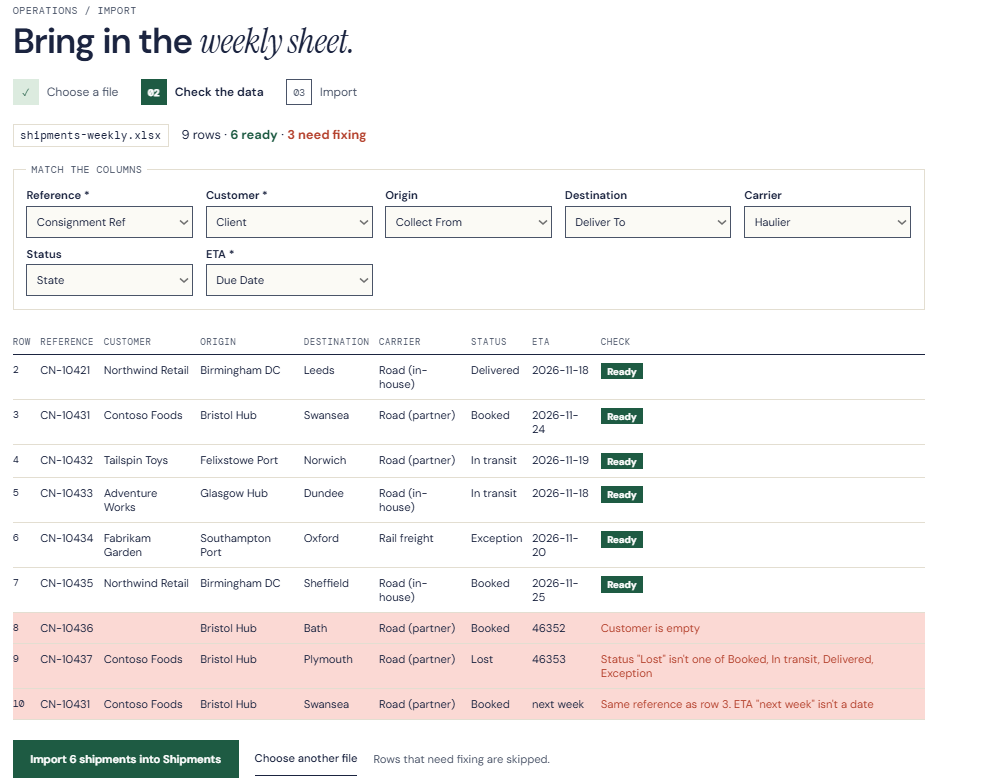 OPERATIONS / IMPORT
Bring in the weekly sheet.
✓ Choose a file 02 Check the data 03 Import
shipments-weekly.xlsx 9 rows · 6 ready · 3 need fixing
MATCH THE COLUMNS
Reference * Customer * Origin Destination Carrier
Consignment Ref Client Collect From Deliver To Haulier
Status ETA *
State Due Date
ROW REFERENCE CUSTOMER ORIGIN DESTINATION CARRIER STATUS ETA CHECK
2 CN-10421 Northwind Retail Birmingham DC Leeds Road (in- Delivered 2026-11-18 Ready
house)
3 CN-10431 Contoso Foods Bristol Hub Swansea Road (partner) Booked 2026-11- Ready
24
4 CN-10432 Tailspin Toys Felixstowe Port Norwich Road (partner) In transit 2026-11-19 Ready
5 CN-10433 Adventure Glasgow Hub Dundee Road (in- In transit 2026-11-18 Ready
Works house)
6 CN-10434 Fabrikam Southampton Oxford Rail freight Exception 2026-11- Ready
Garden Port 20
7 CN-10435 Northwind Retail Birmingham DC Sheffield Road (in- Booked 2026-11- Ready
house) 25
8 CN-10436 Bristol Hub Bath Road (partner) Booked 46352 Customer is empty
9 CN-10437 Contoso Foods Bristol Hub Plymouth Road (partner) Lost 46353 Status "Lost" isn't one of Booked, In transit, Delivered,
Exception
10 CN-10431 Contoso Foods Bristol Hub Swansea Road (partner) Booked next week Same reference as row 3. ETA "next week" isn't a date
Import 6 shipments into Shipments Choose another file Rows that need fixing are skipped.